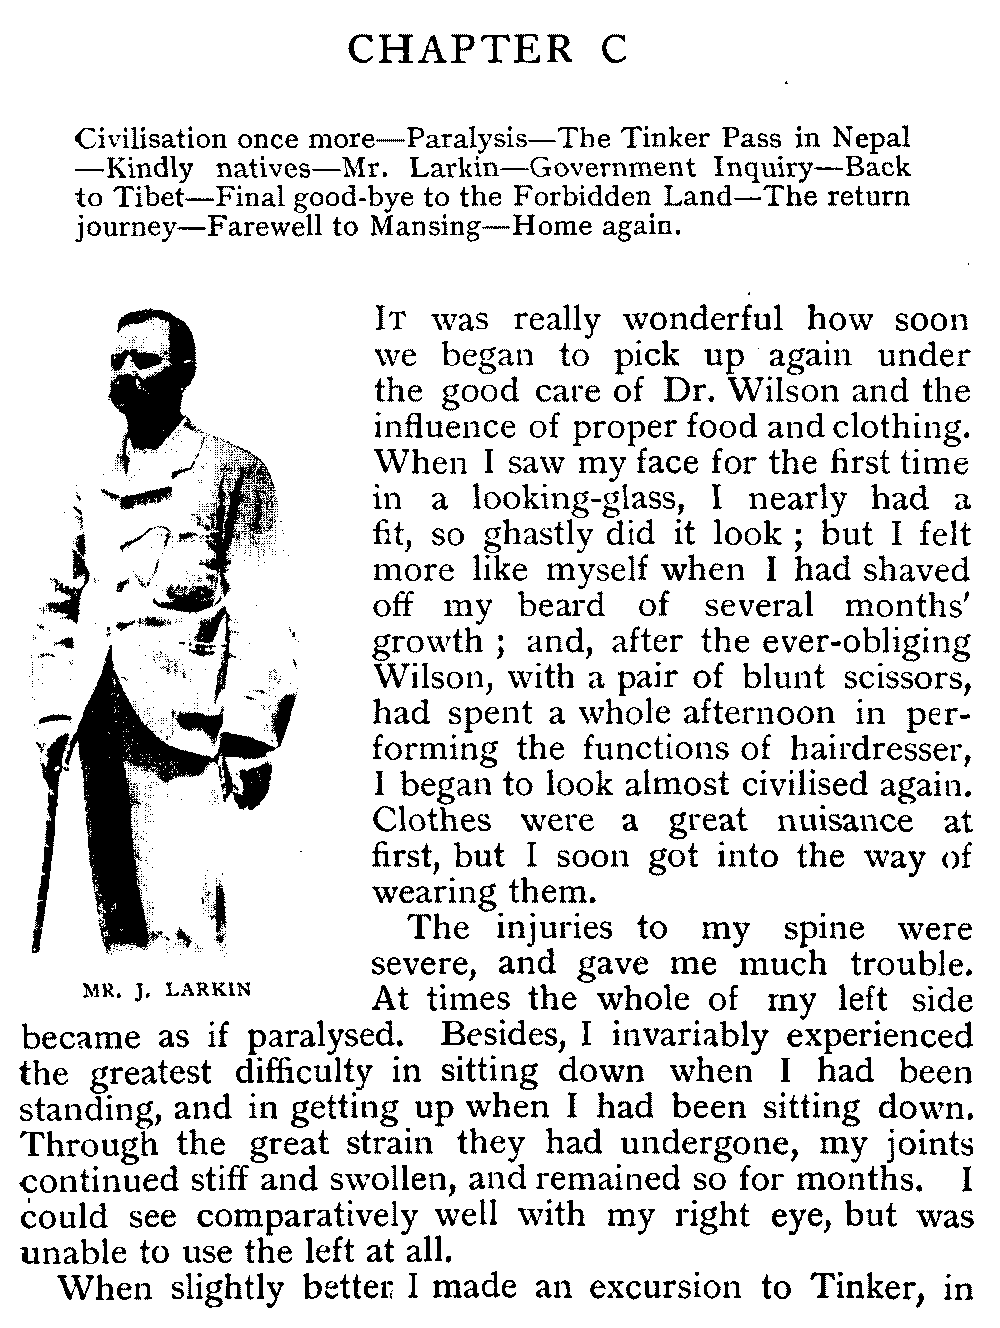 CHAPTER C
Civilisation once more—Paralysis—The Tinker Pass in Nepal
—Kindly natives—Mr. Larkin—Government Inquiry—Back
to Tibet—Final good-bye to the Forbidden Land—The return
journey—Farewell to Mansing—Home again.
IT was really wonderful how soon
we began to pick up again under
the good care of Dr. Wilson and the
influence of proper food and clothing.
When I saw my face for the first time
in a looking-glass, I nearly had a
fit, so ghastly did it look ; but I felt
more like myself when I had shaved
off my beard of several months'
growth ; and, after the ever-obliging
Wilson, with a pair of blunt scissors,
had spent a whole afternoon in per-
forming the functions of hairdresser,
I began to look almost civilised again.
Clothes were a great nuisance at
first, but I soon got into the way of
wearing them.
The injuries to my spine were
severe, and gave me much trouble.
MR. J. LARKIN
At times the whole of my left side
became as if paralysed. Besides, I invariably experienced
the greatest difficulty in sitting down when I had been
standing, and in getting up when I had been sitting down.
Through the great strain they had undergone, my joints
continued stiff and swollen, and remained so for months. I
could see comparatively well with my right eye, but was
unable to use the left at all.
When slightly better I made an excursion to Tinker, in